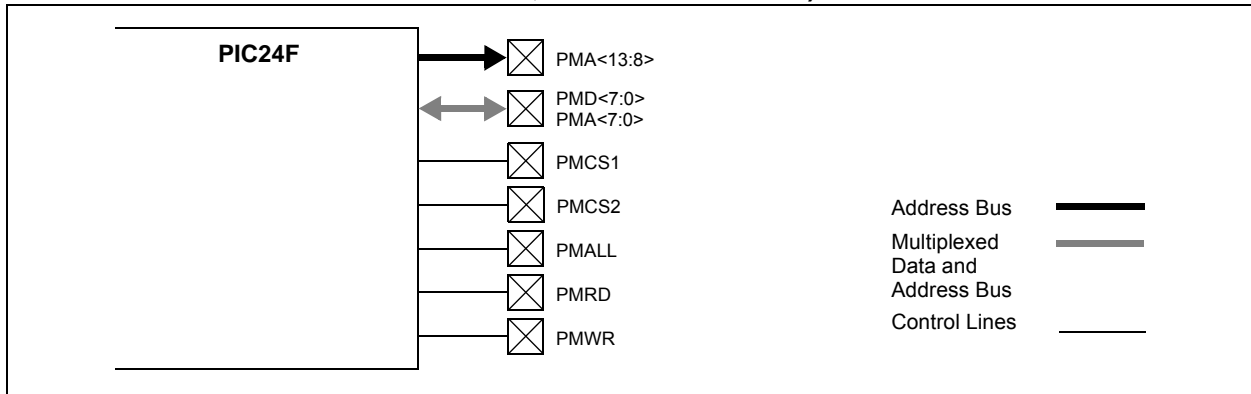 PIC24F
PMA<13:8>
PMD<7:0>
PMA<7:0>
PMCS1
PMCS2
PMALL
PMRD
PMWR
Address Bus
Multiplexed
Data and
Address Bus
Control Lines